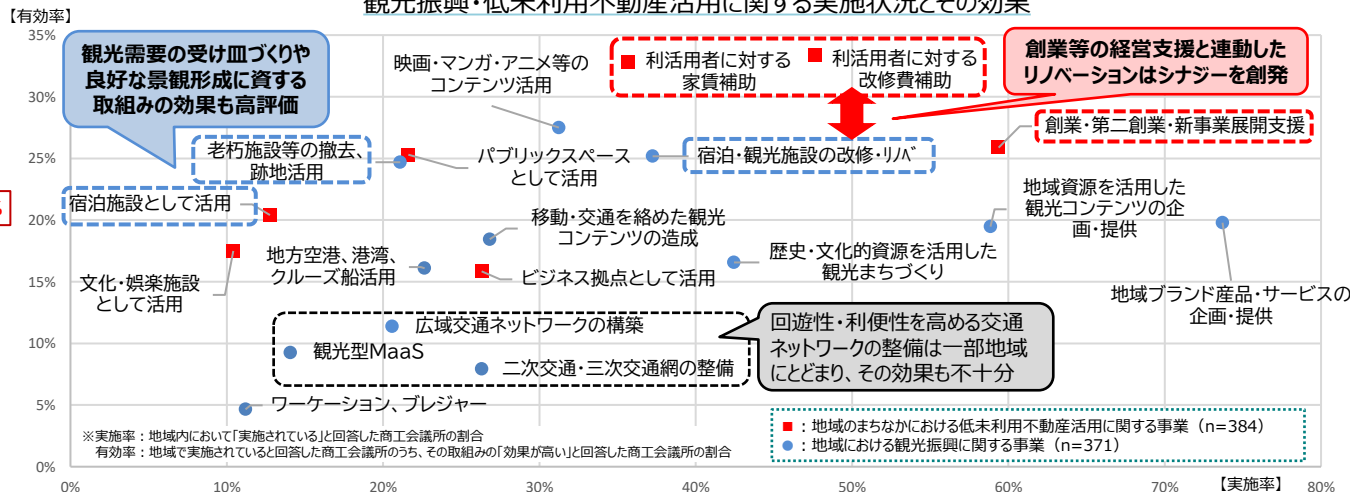 観光振興・低未利用不動産活用に関する実施状況とその効果
【有効率】
35%
30%
25%
20%
15%
10%
5%
0%
観光需要の受け皿づくりや
良好な景観形成に資する
取組みの効果も高評価
映画・マンガ・アニメ等の
コンテンツ活用
利活用者に対する
家賃補助
利活用者に対する
改修費補助
創業等の経営支援と連動した
リノベーションはシナジーを創発
創業・第二創業・新事業展開支援
老朽施設等の撤去、
跡地活用
パブリックスペース
として活用
宿泊・観光施設の改修・リノベ
宿泊施設として活用
地域資源を活用した
観光コンテンツの企
画・提供
移動・交通を絡めた観光
コンテンツの造成
文化・娯楽施設
として活用
地方空港、港湾、
クルーズ船活用
ビジネス拠点として活用
歴史・文化的資源を活用した
観光まちづくり
地域ブランド産品・サービスの
企画・提供
広域交通ネットワークの構築
観光型MaaS
二次交通・三次交通網の整備
回遊性・利便性を高める交通
ネットワークの整備は一部地域
にとどまり、その効果も不十分
ワーケーション、ブレジャー
※実施率：地域内において「実施されている」と回答した商工会議所の割合
有効率：地域で実施されていると回答した商工会議所のうち、その取組みの「効果が高い」と回答した商工会議所の割合
■：地域のまちなかにおける低未利用不動産活用に関する事業（n=384）
●：地域における観光振興に関する事業（n=371）
0% 10% 20% 30% 40% 50% 60% 70% 80%
【実施率】